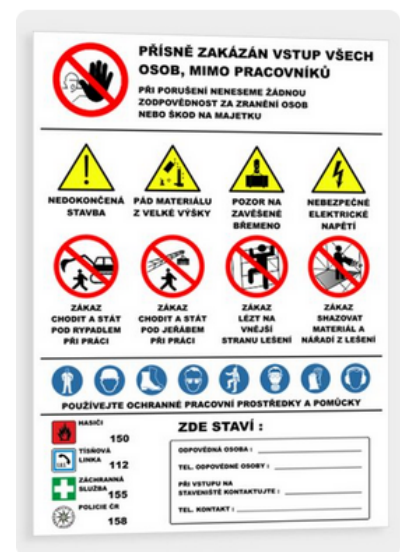 PŘÍSNĚ ZAKÁZÁN VSTUP VŠECH
OSOB, MIMO PRACOVNÍKŮ
PŘI PORUŠENÍ NENESEME ŽÁDNOU
ZODPOVĚDNOST ZA ZRANĚNÍ OSOB
NEBO ŠKOD NA MAJETKU
NEDOKONČENÁ
STAVBA
PÁD MATERIÁLU
Z VELKÉ VÝŠKY
POZOR NA
ZAVĚŠENÉ
BŘEMENO
NEBEZPEČNÉ
ELEKTRICKÉ
NAPĚTÍ
ZÁKAZ
CHODIT A STÁT
POD RYPADLEM
PŘI PRÁCI
ZÁKAZ
CHODIT A STÁT
POD JEŘÁBEM
PŘI PRÁCI
ZÁKAZ
LÉZT NA
VNĚJŠÍ
STRANU LEŠENÍ
ZÁKAZ
SHAZOVAT
MATERIÁL A
NÁŘADÍ Z LEŠENÍ
POUŽÍVEJTE OCHRANNÉ PRACOVNÍ PROSTŘEDKY A POMŮCKY
HASIČI
150
TÍSŇOVÁ
LINKA
112
ZÁCHRANNÁ
SLUŽBA
155
POLICIE ČR
158
ZDE STAVÍ :
ODPOVĚDNÁ OSOBA :
TEL. ODPOVĚDNÉ OSOBY :
PŘI VSTUPU NA
STAVENIŠTĚ KONTAKTUJTE :
TEL. KONTAKT :